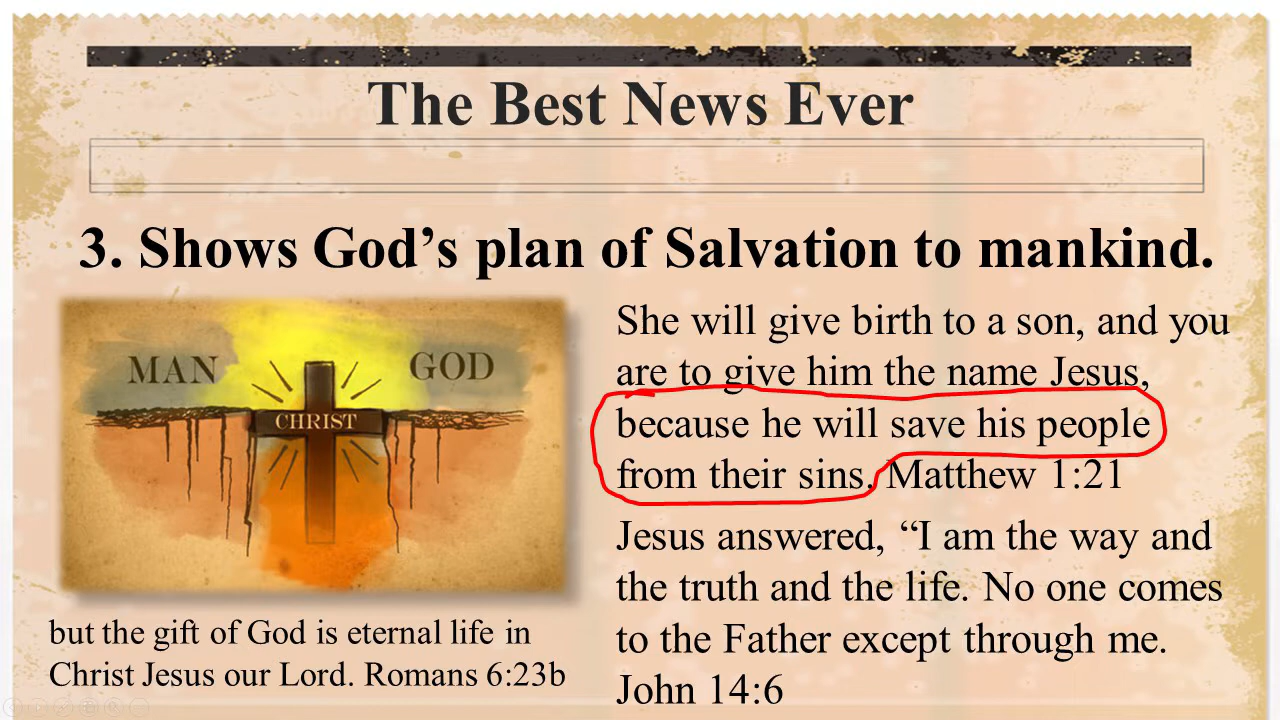 The Best News Ever
3. Shows God’s plan of Salvation to mankind.
MAN
GOD
CHRIST
but the gift of God is eternal life in
Christ Jesus our Lord. Romans 6:23b
She will give birth to a son, and you
are to give him the name Jesus,
because he will save his people
from their sins. Matthew 1:21
Jesus answered, “I am the way and
the truth and the life. No one comes
to the Father except through me.
John 14:6